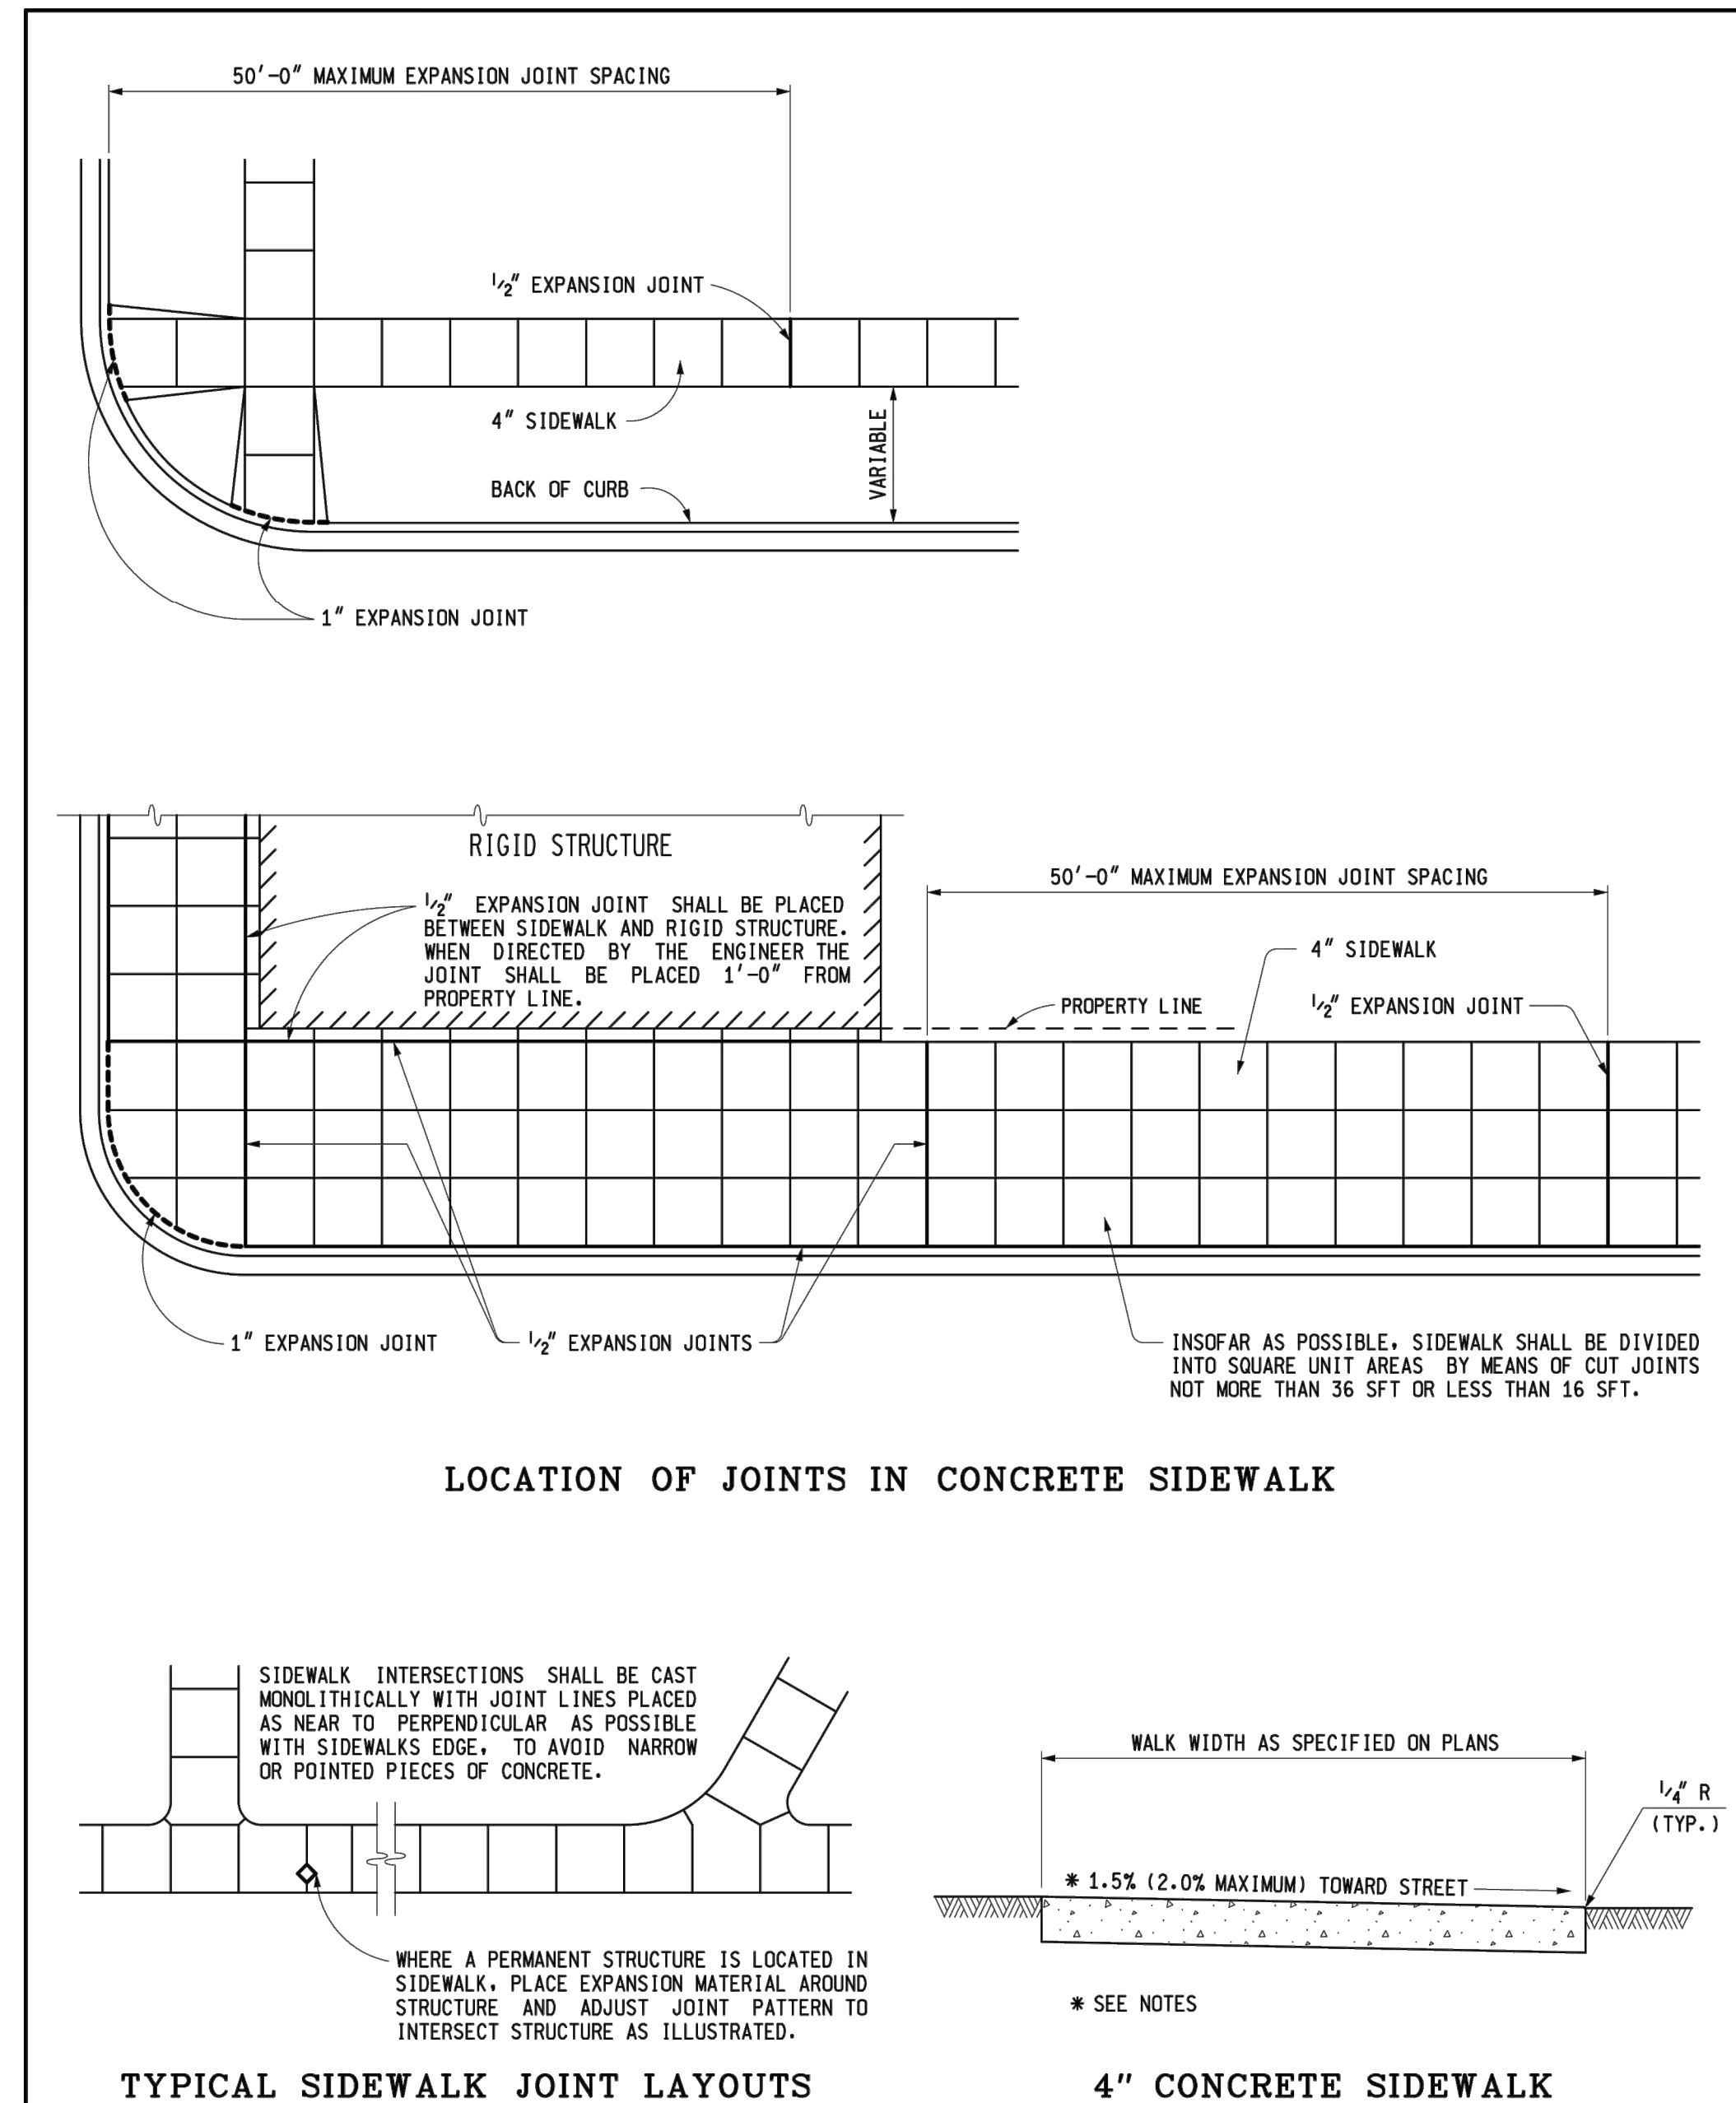 50'-0" MAXIMUM EXPANSION JOINT SPACING
1/2" EXPANSION JOINT
4" SIDEWALK
VARIABLE
BACK OF CURB
1" EXPANSION JOINT
RIGID STRUCTURE
1/2" EXPANSION JOINT SHALL BE PLACED
BETWEEN SIDEWALK AND RIGID STRUCTURE.
WHEN DIRECTED BY THE ENGINEER THE
JOINT SHALL BE PLACED 1'-0" FROM
PROPERTY LINE.
50'-0" MAXIMUM EXPANSION JOINT SPACING
4" SIDEWALK
PROPERTY LINE
1/2" EXPANSION JOINT
1" EXPANSION JOINT
1/2" EXPANSION JOINTS
INSOFAR AS POSSIBLE, SIDEWALK SHALL BE DIVIDED
INTO SQUARE UNIT AREAS BY MEANS OF CUT JOINTS
NOT MORE THAN 36 SFT OR LESS THAN 16 SFT.
LOCATION OF JOINTS IN CONCRETE SIDEWALK
SIDEWALK INTERSECTIONS SHALL BE CAST
MONOLITHICALLY WITH JOINT LINES PLACED
AS NEAR TO PERPENDICULAR AS POSSIBLE
WITH SIDEWALKS EDGE, TO AVOID NARROW
OR POINTED PIECES OF CONCRETE.
WHERE A PERMANENT STRUCTURE IS LOCATED IN
SIDEWALK, PLACE EXPANSION MATERIAL AROUND
STRUCTURE AND ADJUST JOINT PATTERN TO
INTERSECT STRUCTURE AS ILLUSTRATED.
TYPICAL SIDEWALK JOINT LAYOUTS
WALK WIDTH AS SPECIFIED ON PLANS
1/4" R
(TYP.)
* 1.5% (2.0% MAXIMUM) TOWARD STREET
* SEE NOTES
4" CONCRETE SIDEWALK